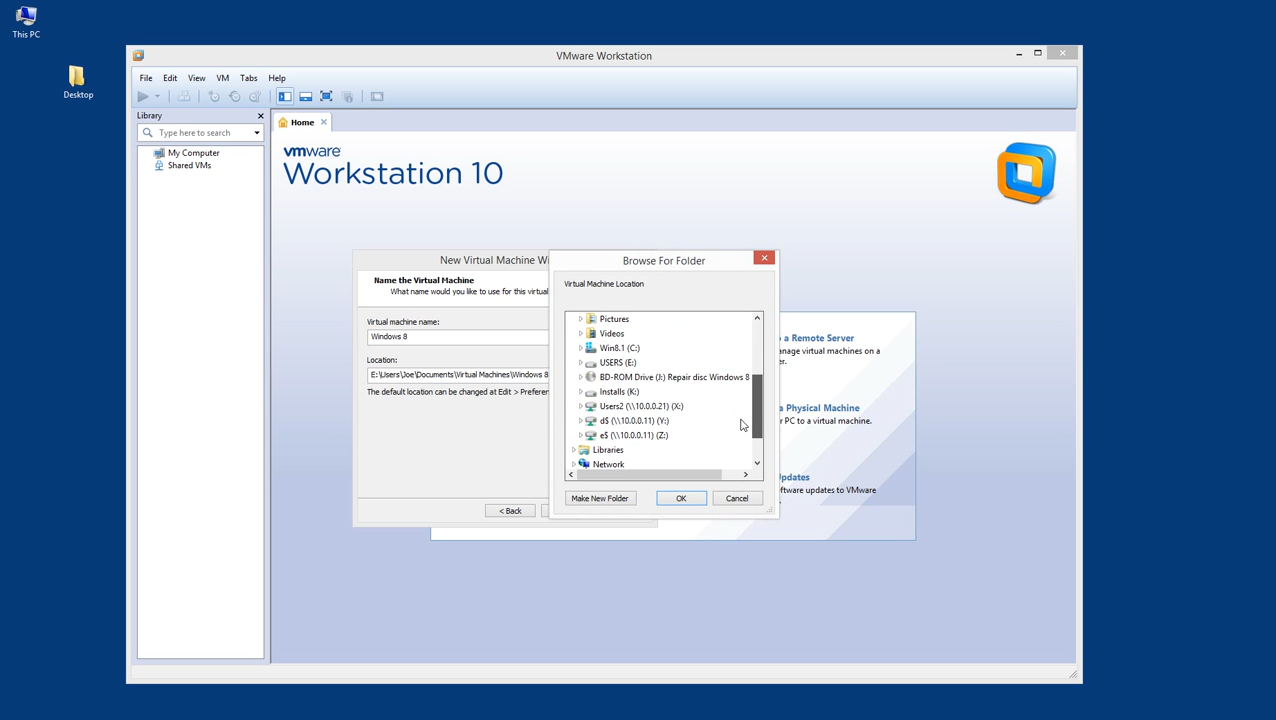 This PC
Desktop
VMware Workstation
File Edit View VM Tabs Help
Library
Type here to search
My Computer
Shared VMs
Home
vmware
Workstation 10
New Virtual Machine Wi
Name the Virtual Machine
What name would you like to use for this virtual
Virtual machine name:
Windows 8
Location:
E:\Users\Joe\Documents\Virtual Machines\Windows 8
The default location can be changed at Edit > Preferen
< Back
Browse For Folder
Virtual Machine Location
Pictures
Videos
Win8.1 (C:)
USERS (E:)
BD-ROM Drive (J:) Repair disc Windows 8
Installs (K:)
Users2 (\\10.0.0.21) (X:)
d$ (\\10.0.0.11) (Y:)
e$ (\\10.0.0.11) (Z:)
Libraries
Network
Make New Folder
OK
Cancel
o a Remote Server
anage virtual machines on a
er.
a Physical Machine
r PC to a virtual machine.
Updates
oftware updates to VMware